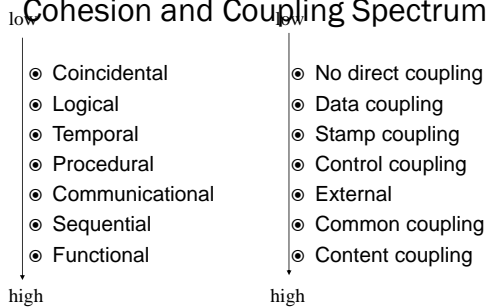 Cohesion and Coupling Spectrum
low
low
Coincidental
Logical
Temporal
Procedural
Communicational
Sequential
Functional
high
No direct coupling
Data coupling
Stamp coupling
Control coupling
External
Common coupling
Content coupling
high